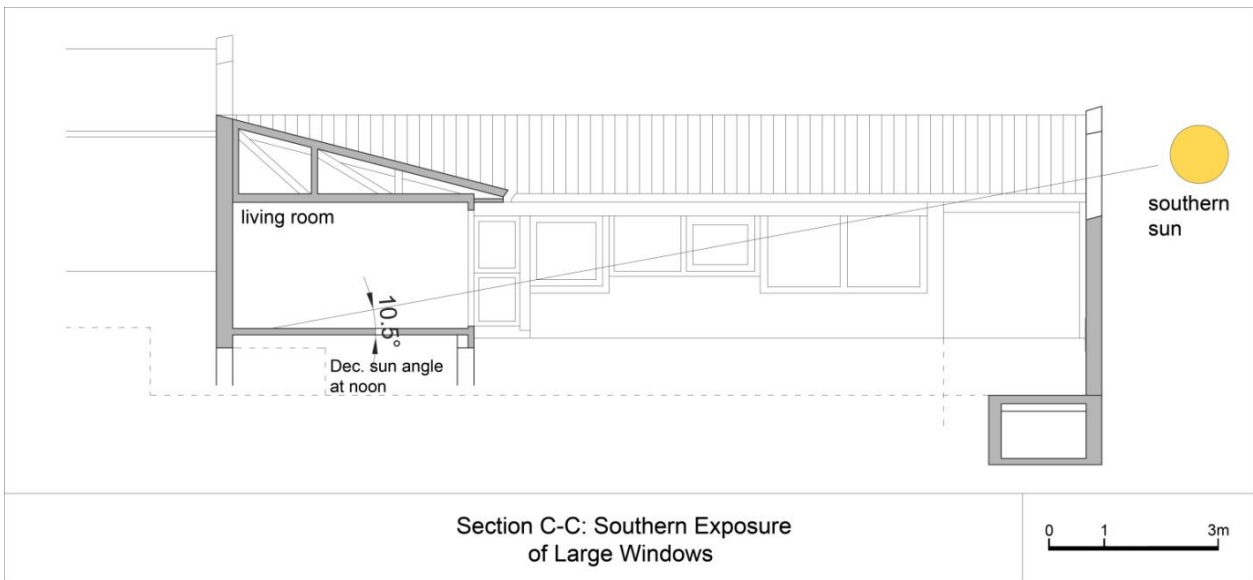 living room
southern
sun
10.5°
Dec. sun angle
at noon
Section C-C: Southern Exposure
of Large Windows
0 1 3m